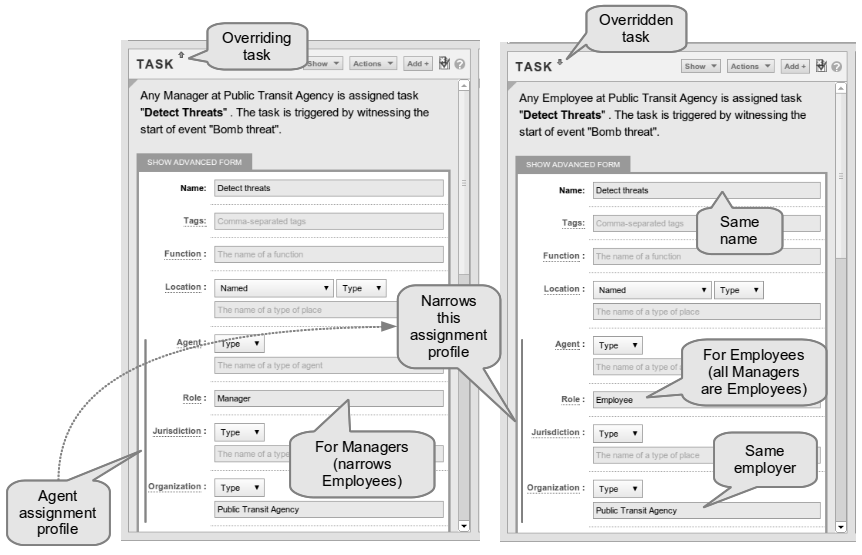 Overriding
task
TASK
Show
Actions
Add +
?
Any Manager at Public Transit Agency is assigned task
"Detect Threats" . The task is triggered by witnessing the
start of event "Bomb threat".
SHOW ADVANCED FORM
Name: Detect threats
Tags: Comma-separated tags
Function : The name of a function
Location : Named Type
The name of a type of place
Agent : Type
The name of a type of agent
Role : Manager
Jurisdiction : Type
The name of a type
Organization : Type
Public Transit Agency
For Managers
(narrows
Employees)
Agent
assignment
profile
Narrows
this
assignment
profile
Overridden
task
TASK
Show
Actions
Add +
?
Any Employee at Public Transit Agency is assigned task
"Detect Threats" . The task is triggered by witnessing the
start of event "Bomb threat".
SHOW ADVANCED FORM
Name: Detect threats
Tags: Comma-separated tags
Function : The name of a function
Location : Named Type
The name of a type of place
Agent : Type
The name of a type of
Role : Employee
Jurisdiction : Type
The name of a type of place
Organization : Type
Public Transit Agency
Same
name
For Employees
(all Managers
are Employees)
Same
employer